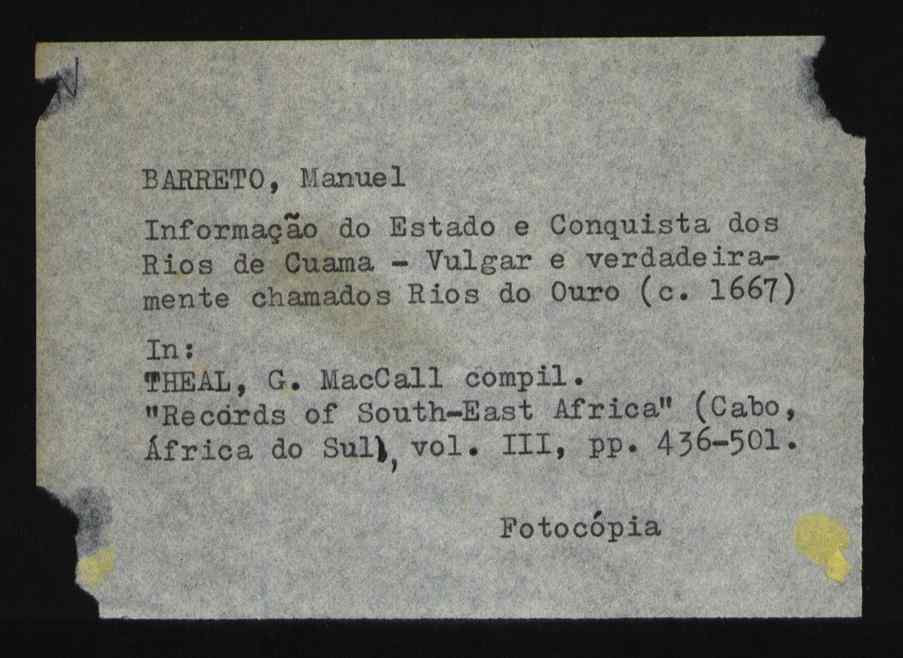 N
BARRETO, Manuel
Informação do Estado e Conquista dos
Rios de Cuama - Vulgar e verdadeira-
mente chamados Rios do Ouro (c. 1667)
In:
THEAL, G. MacCall compil.
"Records of South-East Africa" (Cabo,
África do Sul), vol. III, pp. 436-501.
Fotocópia